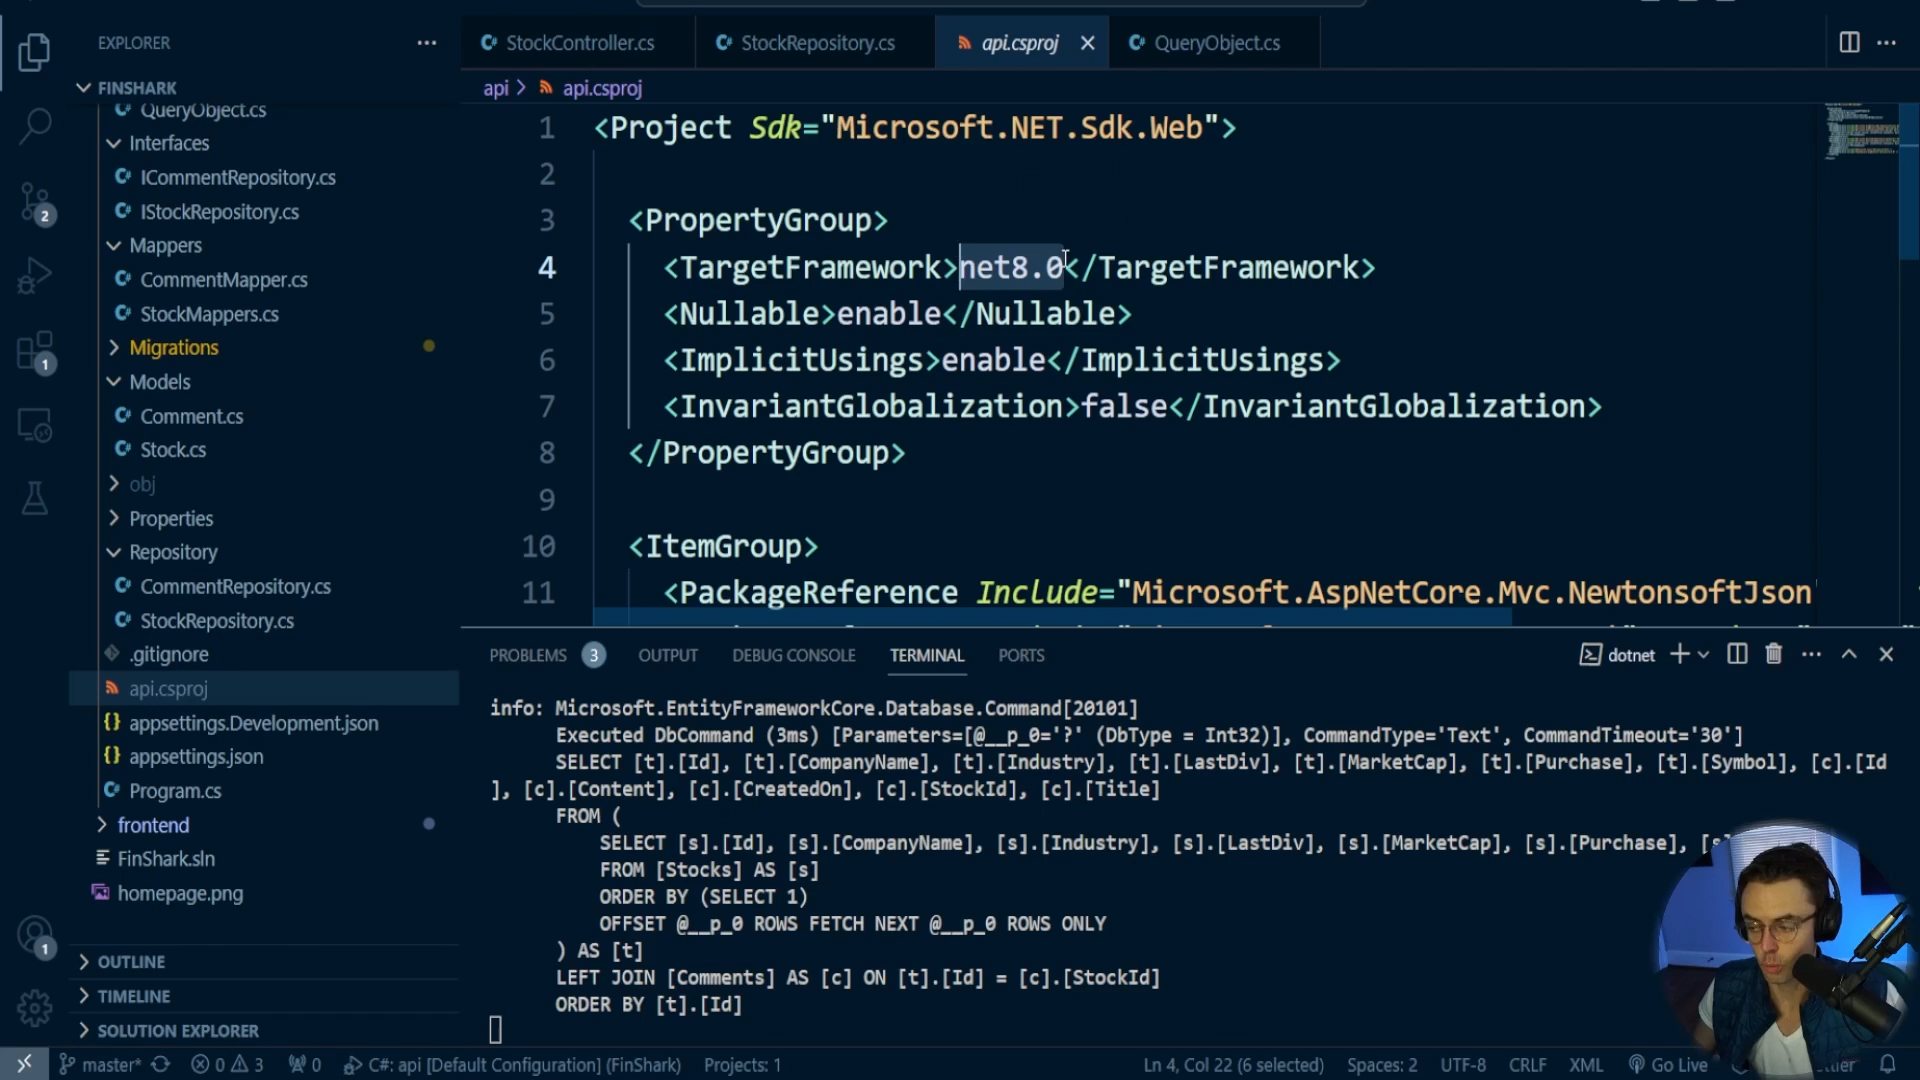 EXPLORER
FINSHARK
QueryObject.cs
Interfaces
ICommentRepository.cs
IStockRepository.cs
Mappers
CommentMapper.cs
StockMappers.cs
Migrations
Models
Comment.cs
Stock.cs
obj
Properties
Repository
CommentRepository.cs
StockRepository.cs
.gitignore
api.csproj
appsettings.Development.json
appsettings.json
Program.cs
frontend
FinShark.sln
homepage.png
OUTLINE
TIMELINE
SOLUTION EXPLORER
2
1
1
StockController.cs
StockRepository.cs
api.csproj
QueryObject.cs
api > api.csproj
1 <Project Sdk="Microsoft.NET.Sdk.Web">
2
3 <PropertyGroup>
4 <TargetFramework>net8.0</TargetFramework>
5 <Nullable>enable</Nullable>
6 <ImplicitUsings>enable</ImplicitUsings>
7 <InvariantGlobalization>false</InvariantGlobalization>
8 </PropertyGroup>
9
10 <ItemGroup>
11 <PackageReference Include="Microsoft.AspNetCore.Mvc.NewtonsoftJson
PROBLEMS 3 OUTPUT DEBUG CONSOLE TERMINAL PORTS dotnet
info: Microsoft.EntityFrameworkCore.Database.Command[20101]
Executed DbCommand (3ms) [Parameters=[@__p_0='?' (DbType = Int32)], CommandType='Text', CommandTimeout='30']
SELECT [t].[Id], [t].[CompanyName], [t].[Industry], [t].[LastDiv], [t].[MarketCap], [t].[Purchase], [t].[Symbol], [c].[Id
], [c].[Content], [c].[CreatedOn], [c].[StockId], [c].[Title]
FROM (
SELECT [s].[Id], [s].[CompanyName], [s].[Industry], [s].[LastDiv], [s].[MarketCap], [s].[Purchase], [s
FROM [Stocks] AS [s]
ORDER BY (SELECT 1)
OFFSET @__p_0 ROWS FETCH NEXT @__p_0 ROWS ONLY
) AS [t]
LEFT JOIN [Comments] AS [c] ON [t].[Id] = [c].[StockId]
ORDER BY [t].[Id]
master* 0 3 0 C#: api [Default Configuration] (FinShark) Projects: 1 Ln 4, Col 22 (6 selected) Spaces: 2 UTF-8 CRLF XML Go Live